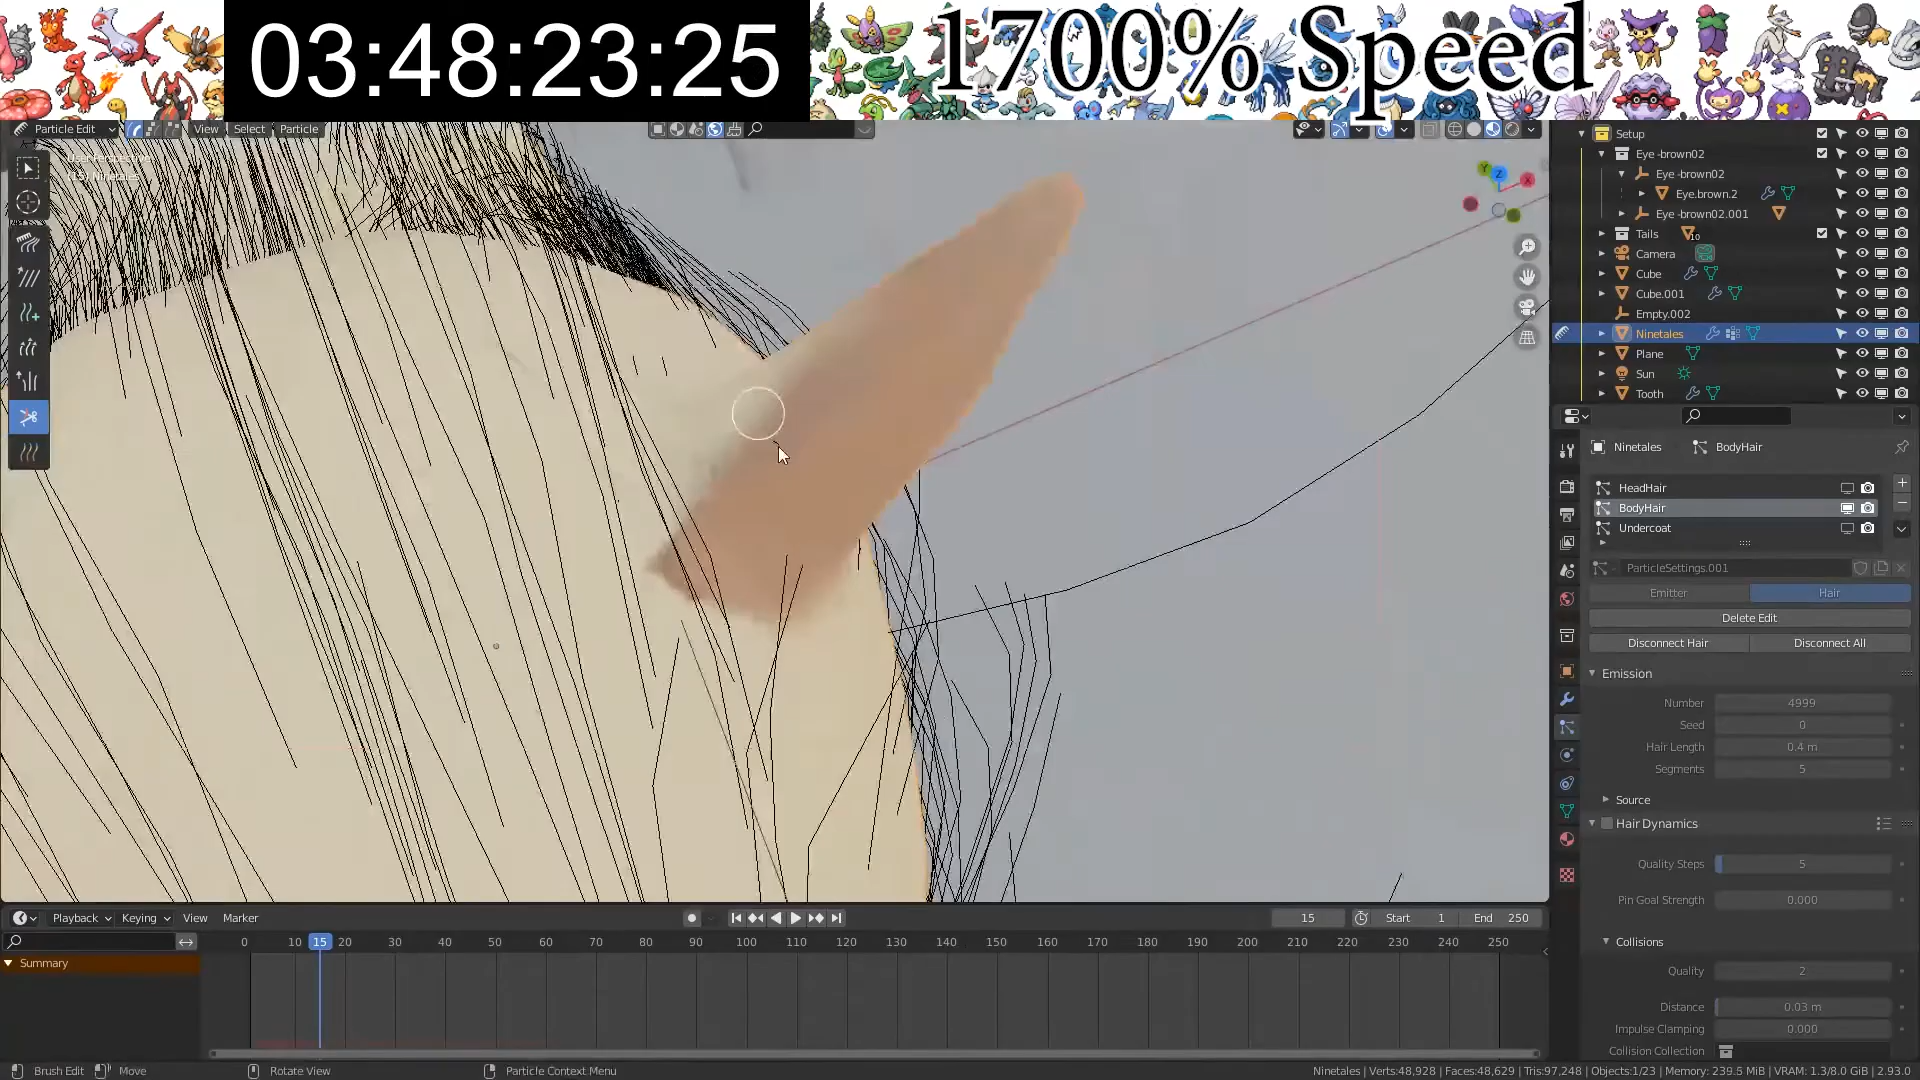 03:48:23:25
1700% Speed
Particle Edit
View
Select
Particle
User Perspective
(15) Ninetales
Y
Z
X
Setup
Eye -brown02
Eye -brown02
Eye.brown.2
Eye -brown02.001
Tails
10
Camera
Cube
Cube.001
Empty.002
Ninetales
Plane
Sun
Tooth
Ninetales
BodyHair
HeadHair
BodyHair
Undercoat
ParticleSettings.001
Emitter
Hair
Delete Edit
Disconnect Hair
Disconnect All
Emission
Number 4999
Seed 0
Hair Length 0.4 m
Segments 5
Source
Hair Dynamics
Quality Steps 5
Pin Goal Strength 0.000
Collisions
Quality 2
Distance 0.03 m
Impulse Clamping 0.000
Collision Collection
Playback
Keying
View
Marker
15
Start 1
End 250
0 10 15 20 30 40 50 60 70 80 90 100 110 120 130 140 150 160 170 180 190 200 210 220 230 240 250
Summary
Brush Edit
Move
Rotate View
Particle Context Menu
Ninetales | Verts:48,928 | Faces:48,629 | Tris:97,248 | Objects:1/23 | Memory: 239.5 MiB | VRAM: 1.3/8.0 GiB | 2.93.0